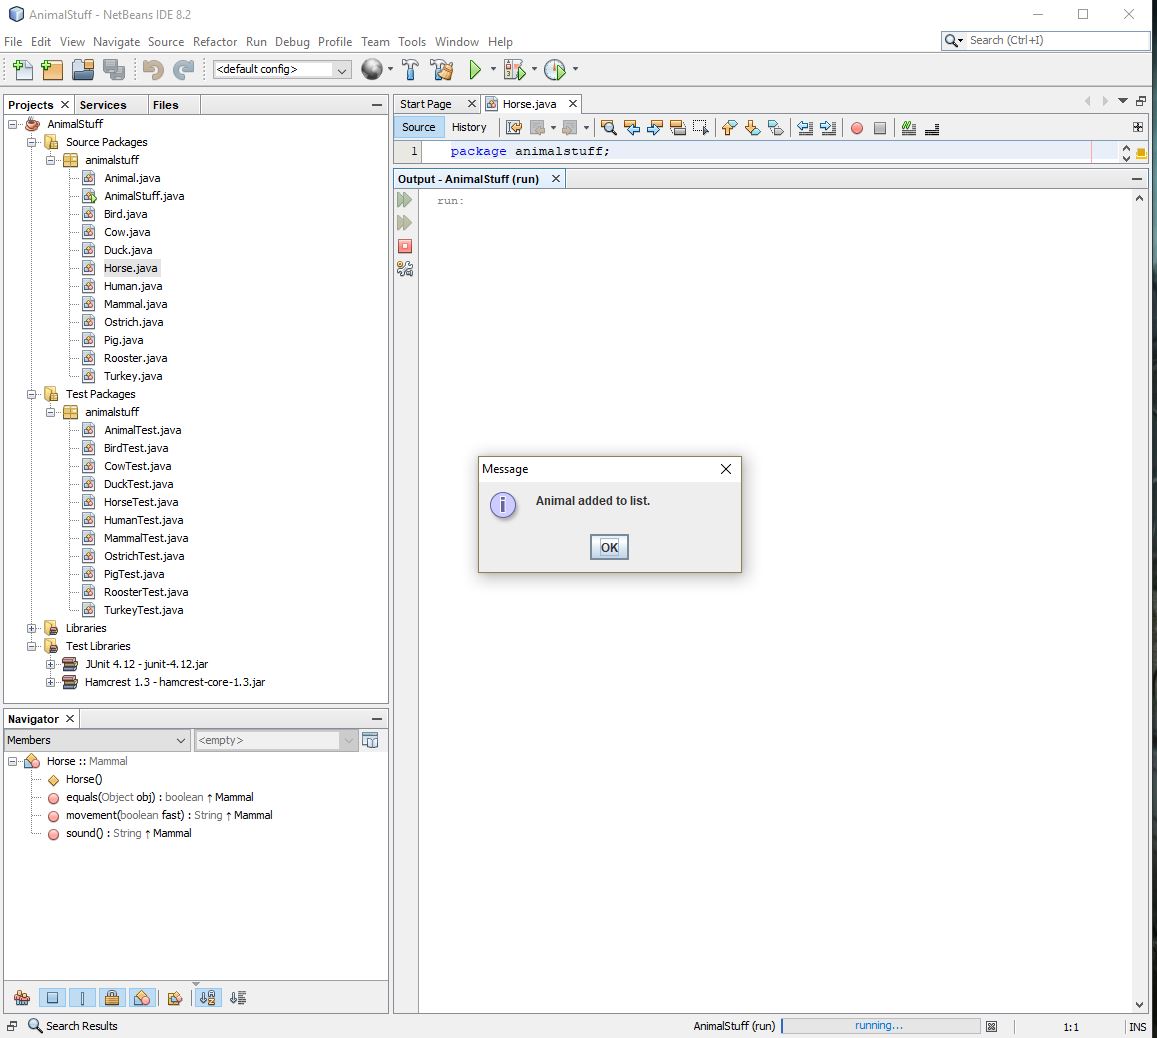 AnimalStuff - NetBeans IDE 8.2
File Edit View Navigate Source Refactor Run Debug Profile Team Tools Window Help
Search (Ctrl+I)
<default config>
Projects Services Files
AnimalStuff
Source Packages
animalstuff
Animal.java
AnimalStuff.java
Bird.java
Cow.java
Duck.java
Horse.java
Human.java
Mammal.java
Ostrich.java
Pig.java
Rooster.java
Turkey.java
Test Packages
animalstuff
AnimalTest.java
BirdTest.java
CowTest.java
DuckTest.java
HorseTest.java
HumanTest.java
MammalTest.java
OstrichTest.java
PigTest.java
RoosterTest.java
TurkeyTest.java
Libraries
Test Libraries
JUnit 4.12 - junit-4.12.jar
Hamcrest 1.3 - hamcrest-core-1.3.jar
Navigator
Members
<empty>
Horse :: Mammal
Horse()
equals(Object obj) : boolean ↑ Mammal
movement(boolean fast) : String ↑ Mammal
sound() : String ↑ Mammal
Start Page Horse.java
Source History
1 package animalstuff;
Output - AnimalStuff (run)
run:
Message
Animal added to list.
OK
Search Results
AnimalStuff (run) running... 1:1 INS